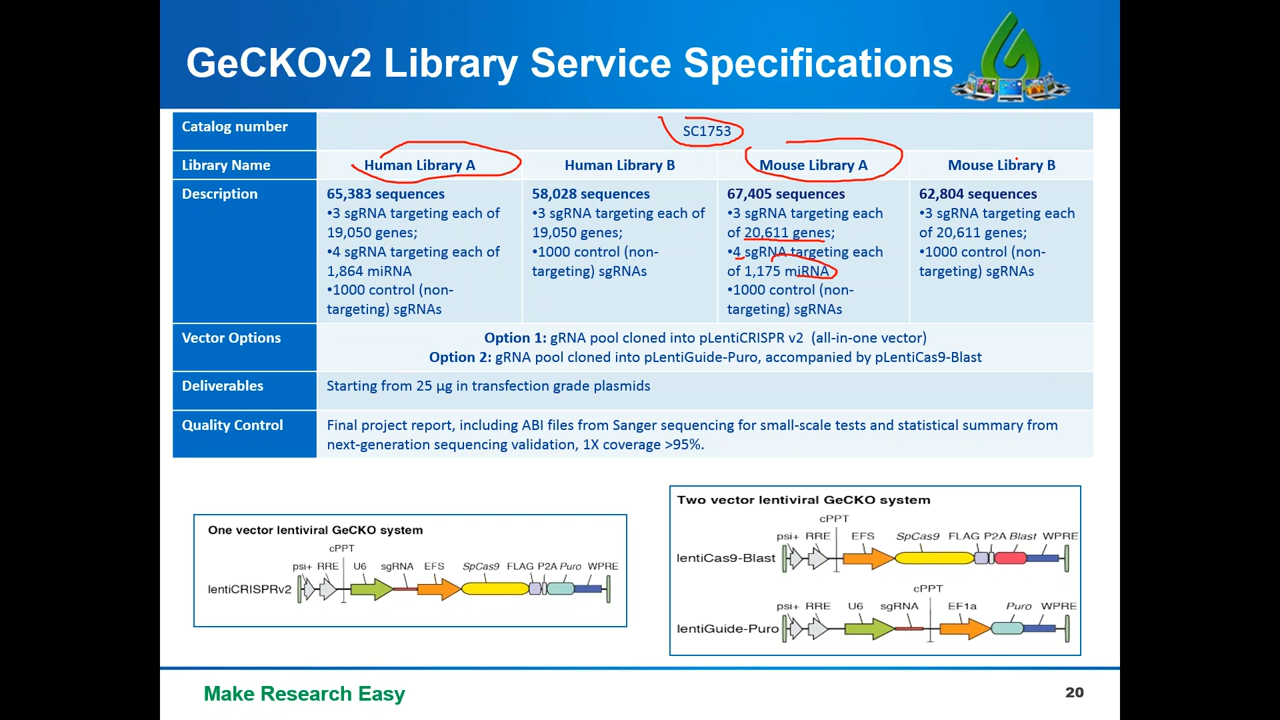 GeCKOv2 Library Service Specifications
Catalog number
SC1753
Library Name
Human Library A
Human Library B
Mouse Library A
Mouse Library B
Description
65,383 sequences
•3 sgRNA targeting each of
19,050 genes;
•4 sgRNA targeting each of
1,864 miRNA
•1000 control (non-
targeting) sgRNAs
58,028 sequences
•3 sgRNA targeting each of
19,050 genes;
•1000 control (non-
targeting) sgRNAs
67,405 sequences
•3 sgRNA targeting each
of 20,611 genes;
•4 sgRNA targeting each
of 1,175 miRNA
•1000 control (non-
targeting) sgRNAs
62,804 sequences
•3 sgRNA targeting each
of 20,611 genes;
•1000 control (non-
targeting) sgRNAs
Vector Options
Option 1: gRNA pool cloned into pLentiCRISPR v2 (all-in-one vector)
Option 2: gRNA pool cloned into pLentiGuide-Puro, accompanied by pLentiCas9-Blast
Deliverables
Starting from 25 µg in transfection grade plasmids
Quality Control
Final project report, including ABI files from Sanger sequencing for small-scale tests and statistical summary from
next-generation sequencing validation, 1X coverage >95%.
One vector lentiviral GeCKO system
cPPT
psi+ RRE U6 sgRNA EFS SpCas9 FLAG P2A Puro WPRE
lentiCRISPRv2
Two vector lentiviral GeCKO system
cPPT
psi+ RRE EFS SpCas9 FLAG P2A Blast WPRE
lentiCas9-Blast
cPPT
psi+ RRE U6 sgRNA EF1a Puro WPRE
lentiGuide-Puro
Make Research Easy
20